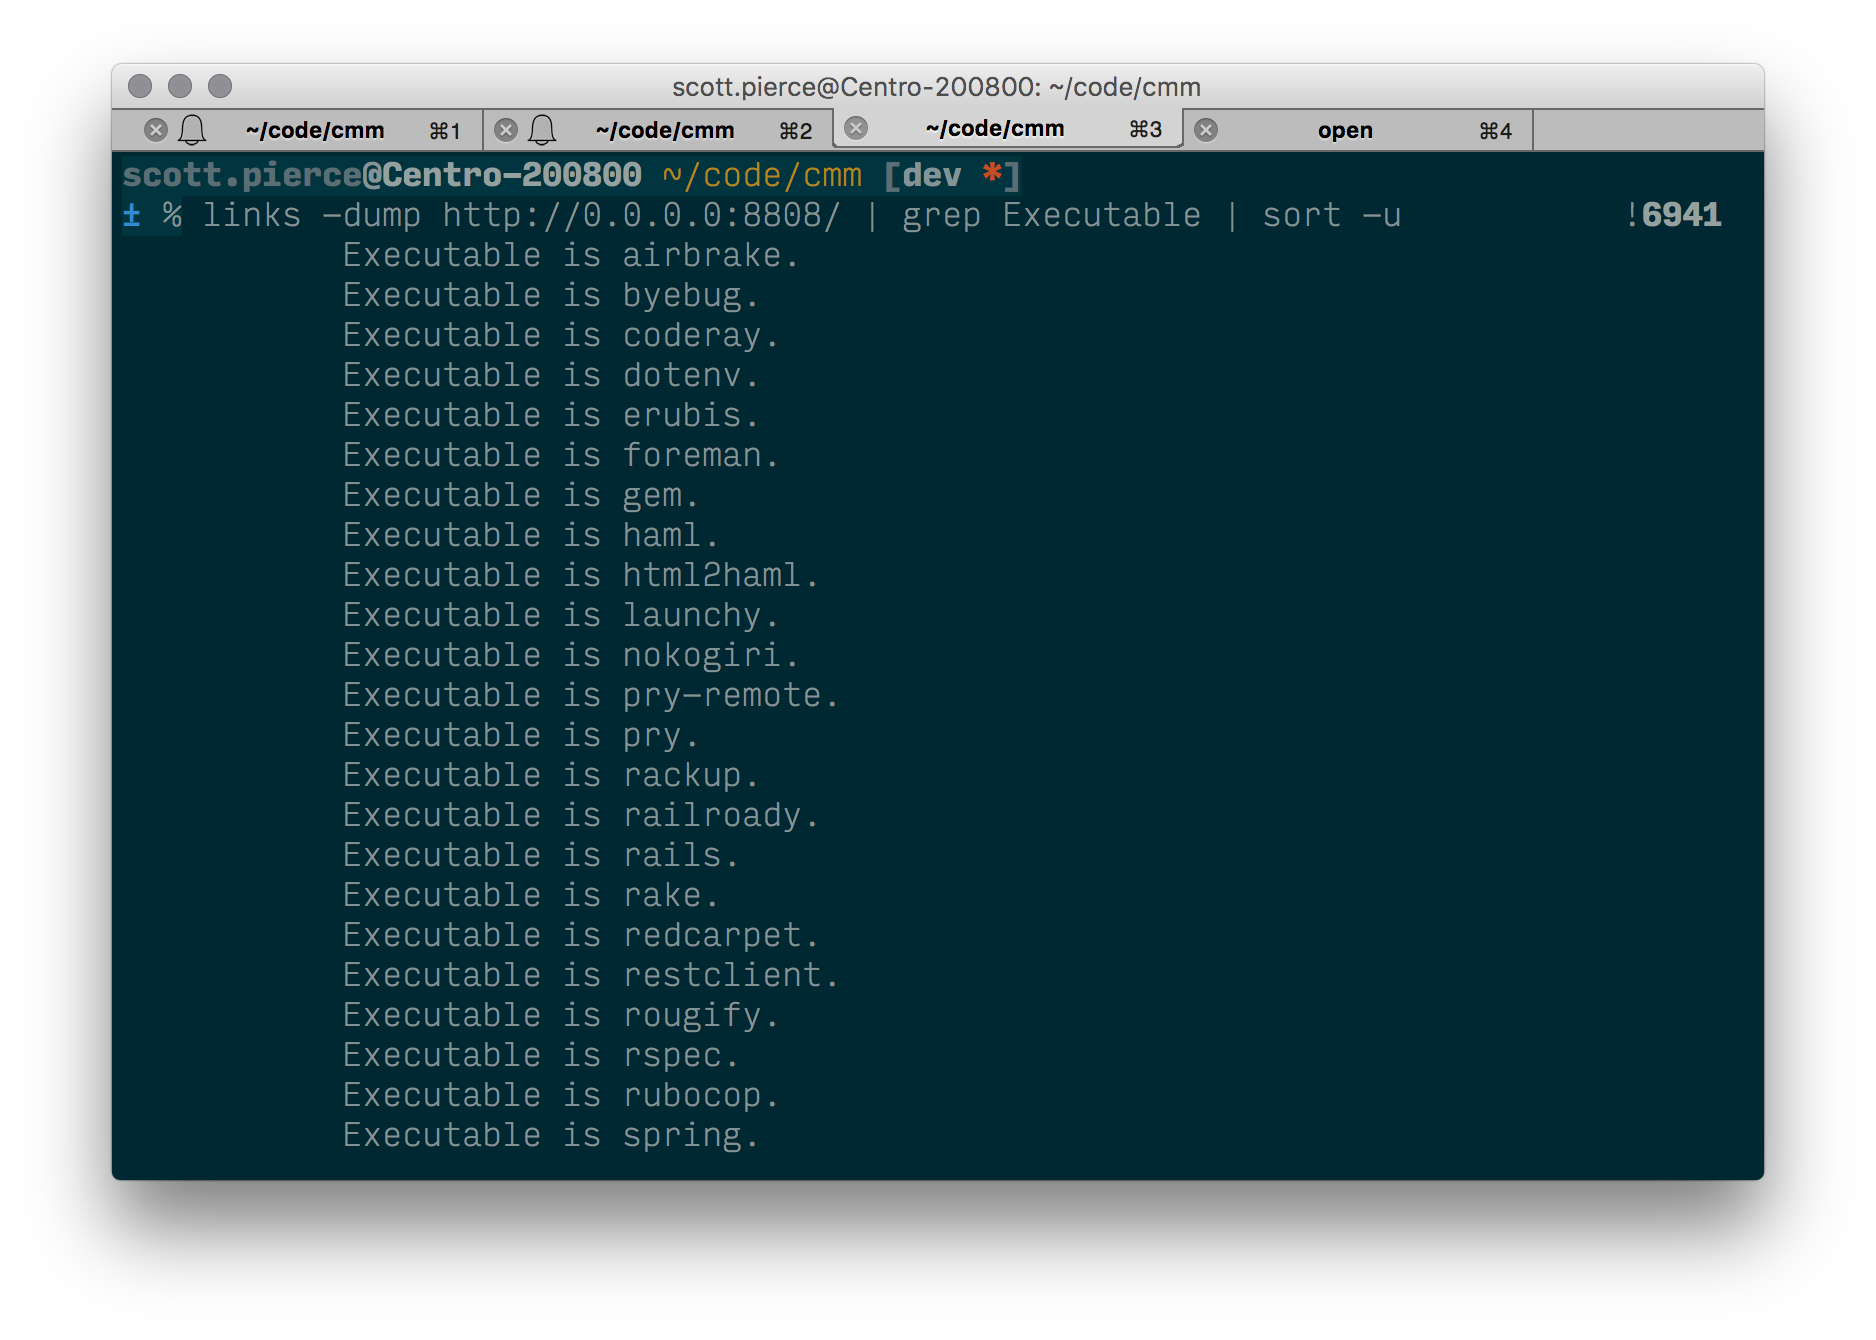 scott.pierce@Centro-200800: ~/code/cmm
~/code/cmm ⌘1 ~/code/cmm ⌘2 ~/code/cmm ⌘3 open ⌘4
scott.pierce@Centro-200800 ~/code/cmm [dev *]
± % links -dump http://0.0.0.0:8808/ | grep Executable | sort -u !6941
Executable is airbrake.
Executable is byebug.
Executable is coderay.
Executable is dotenv.
Executable is erubis.
Executable is foreman.
Executable is gem.
Executable is haml.
Executable is html2haml.
Executable is launchy.
Executable is nokogiri.
Executable is pry-remote.
Executable is pry.
Executable is rackup.
Executable is railroady.
Executable is rails.
Executable is rake.
Executable is redcarpet.
Executable is restclient.
Executable is rougify.
Executable is rspec.
Executable is rubocop.
Executable is spring.